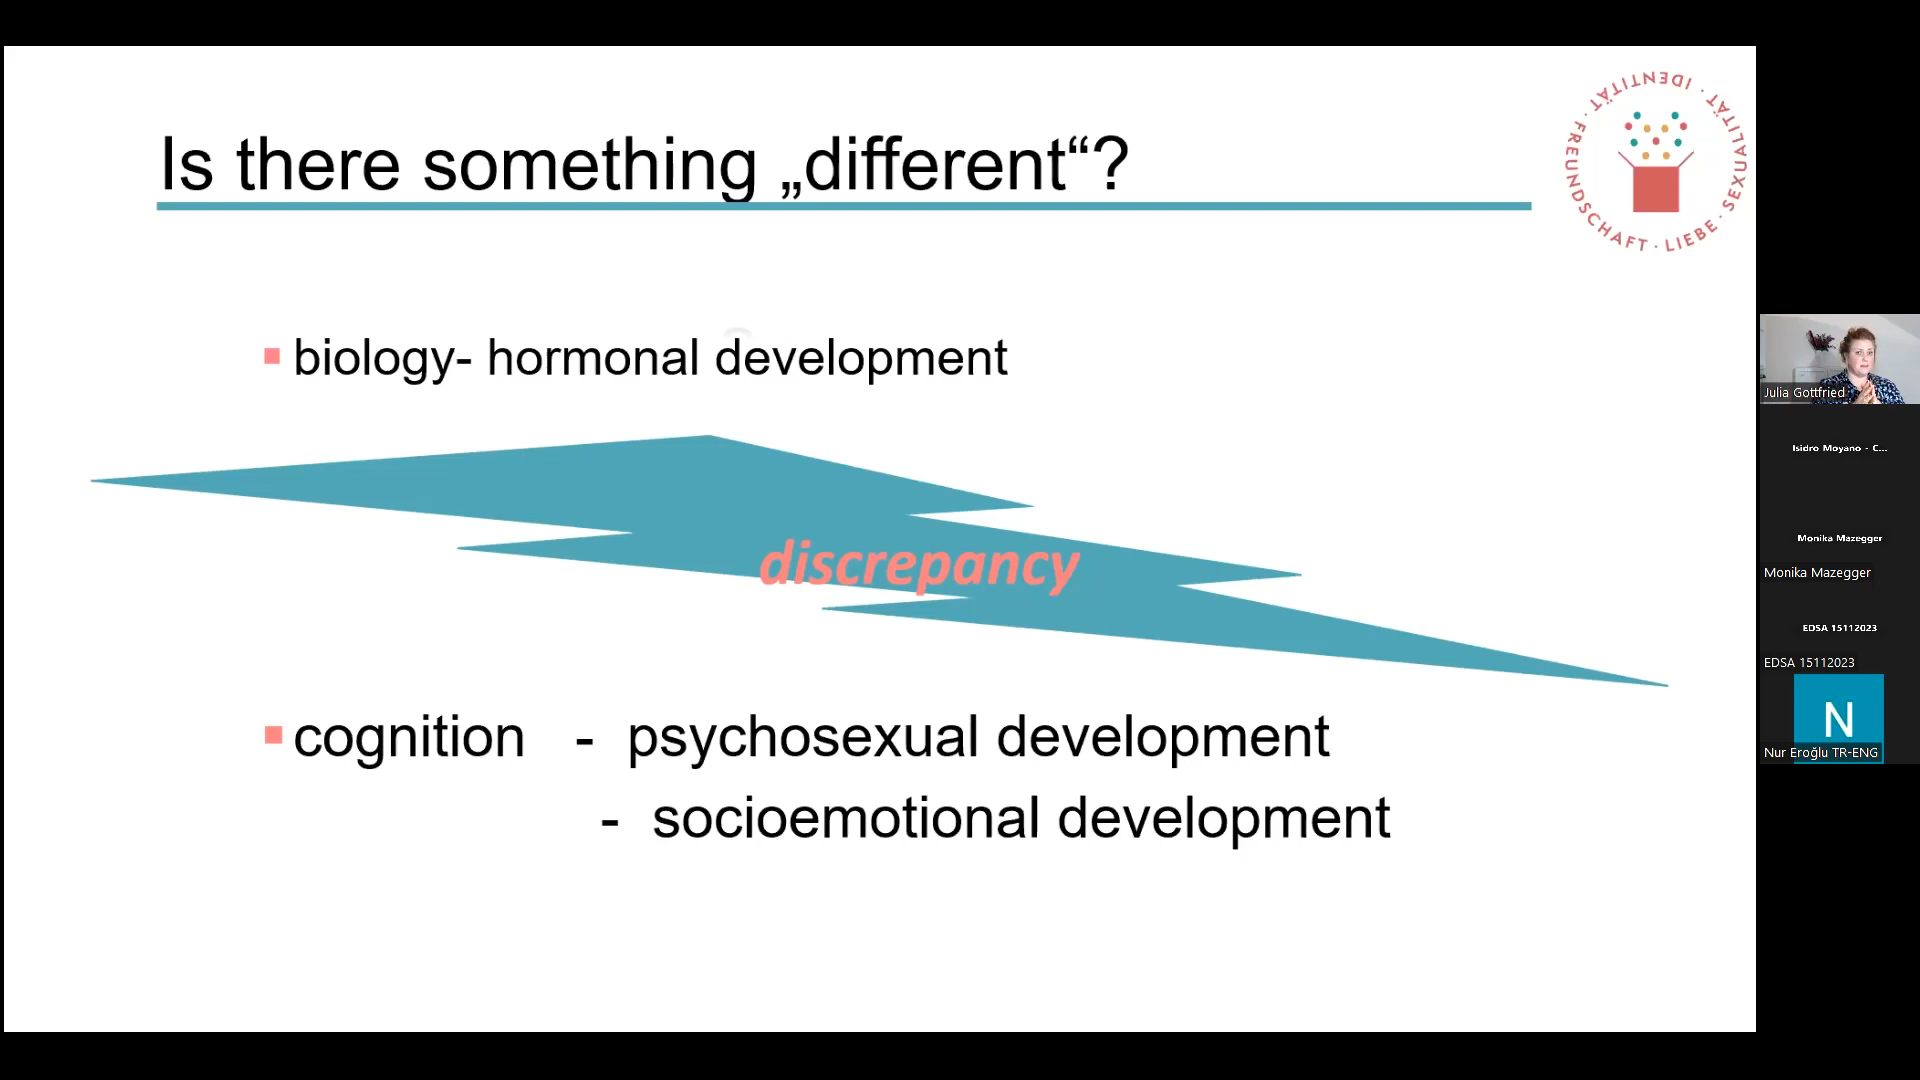 Is there something „different“?
IDENTITÄT · SEXUALITÄT · LIEBE · FREUNDSCHAFT ·
biology- hormonal development
discrepancy
cognition - psychosexual development
- socioemotional development
Julia Gottfried
Isidro Moyano - C...
Monika Mazegger
Monika Mazegger
EDSA 15112023
EDSA 15112023
N
Nur Eroğlu TR-ENG